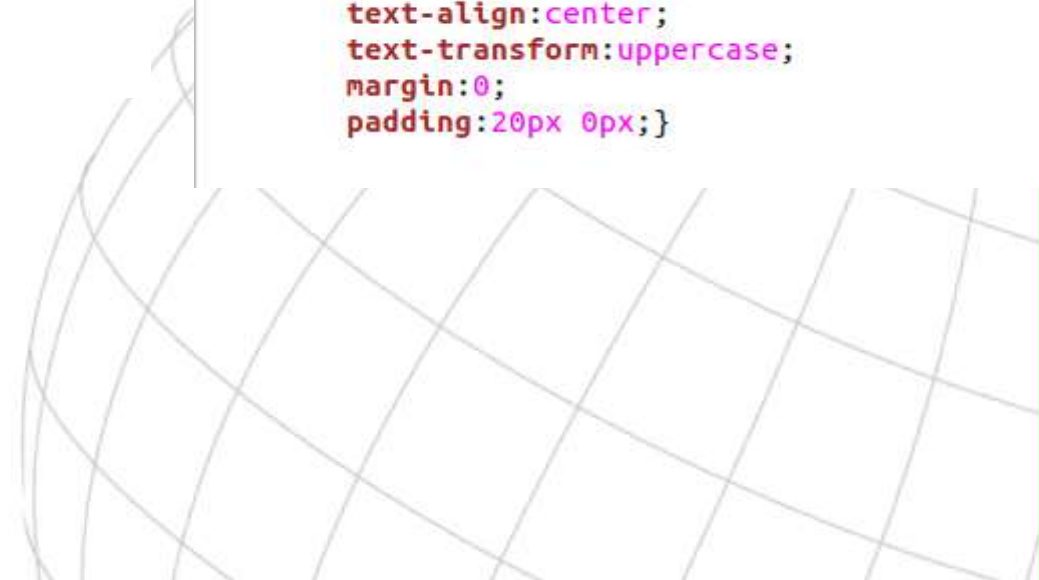 text-align:center;
text-transform:uppercase;
margin:0;
padding:20px 0px;}